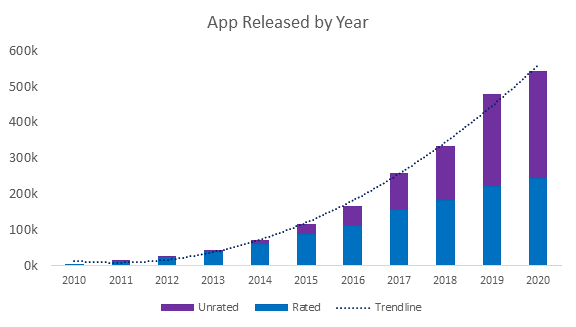 App Released by Year
600k
500k
400k
300k
200k
100k
0k
2010 2011 2012 2013 2014 2015 2016 2017 2018 2019 2020
Unrated Rated Trendline